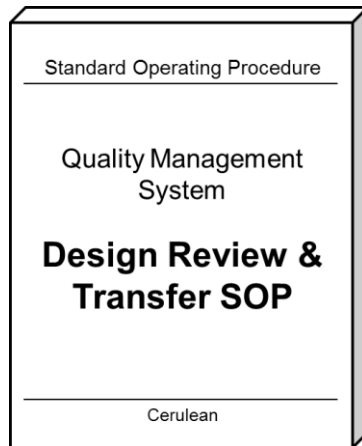 Standard Operating Procedure
Quality Management
System
Design Review &
Transfer SOP
Cerulean